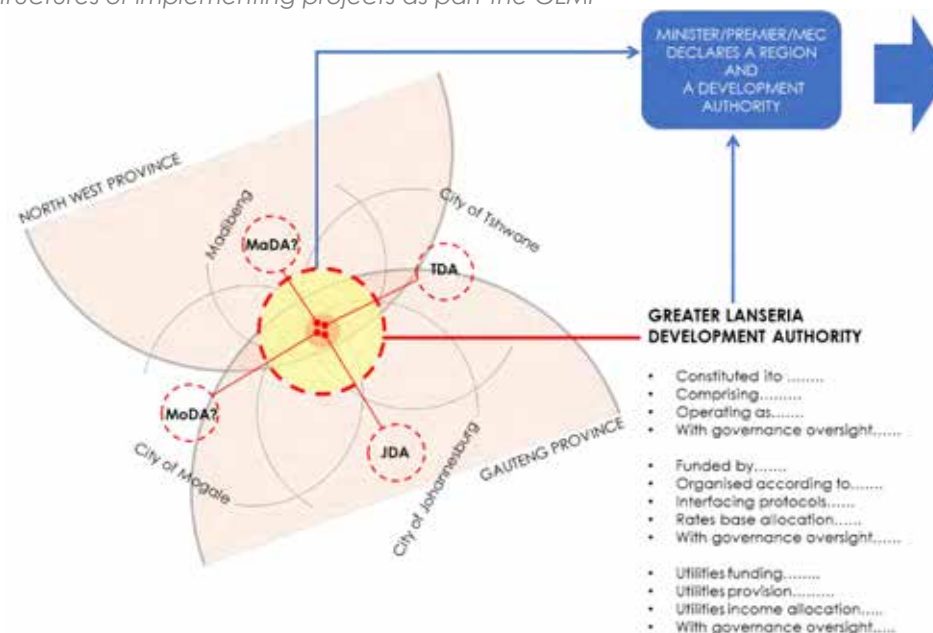 structures of implementing projects as part the GLMP
MINISTER/PREMIER/MEC
DECLARES A REGION
AND
A DEVELOPMENT
AUTHORITY
NORTH WEST PROVINCE
Madibeng
City of Tshwane
MaDA?
TDA
MoDA?
JDA
City of Mogale
City of Johannesburg
GAUTENG PROVINCE
GREATER LANSERIA
DEVELOPMENT AUTHORITY
• Constituted ito ........
• Comprising.........
• Operating as.......
• With governance oversight......
• Funded by.......
• Organised according to.......
• Interfacing protocols......
• Rates base allocation......
• With governance oversight......
• Utilities funding........
• Utilities provision.........
• Utilities income allocation.....
• With governance oversight.....